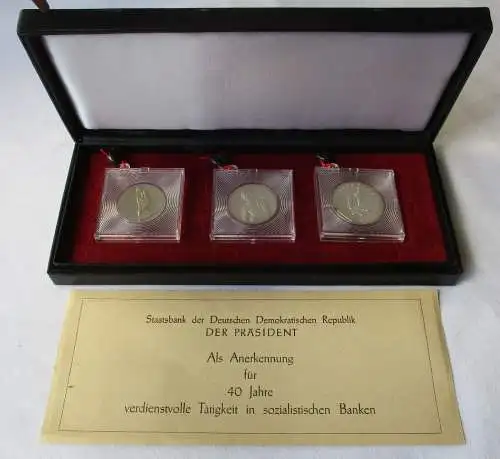 Staatsbank der Deutschen Demokratischen Republik
DER PRÄSIDENT
Als Anerkennung
für
40 Jahre
verdienstvolle Tätigkeit in sozialistischen Banken